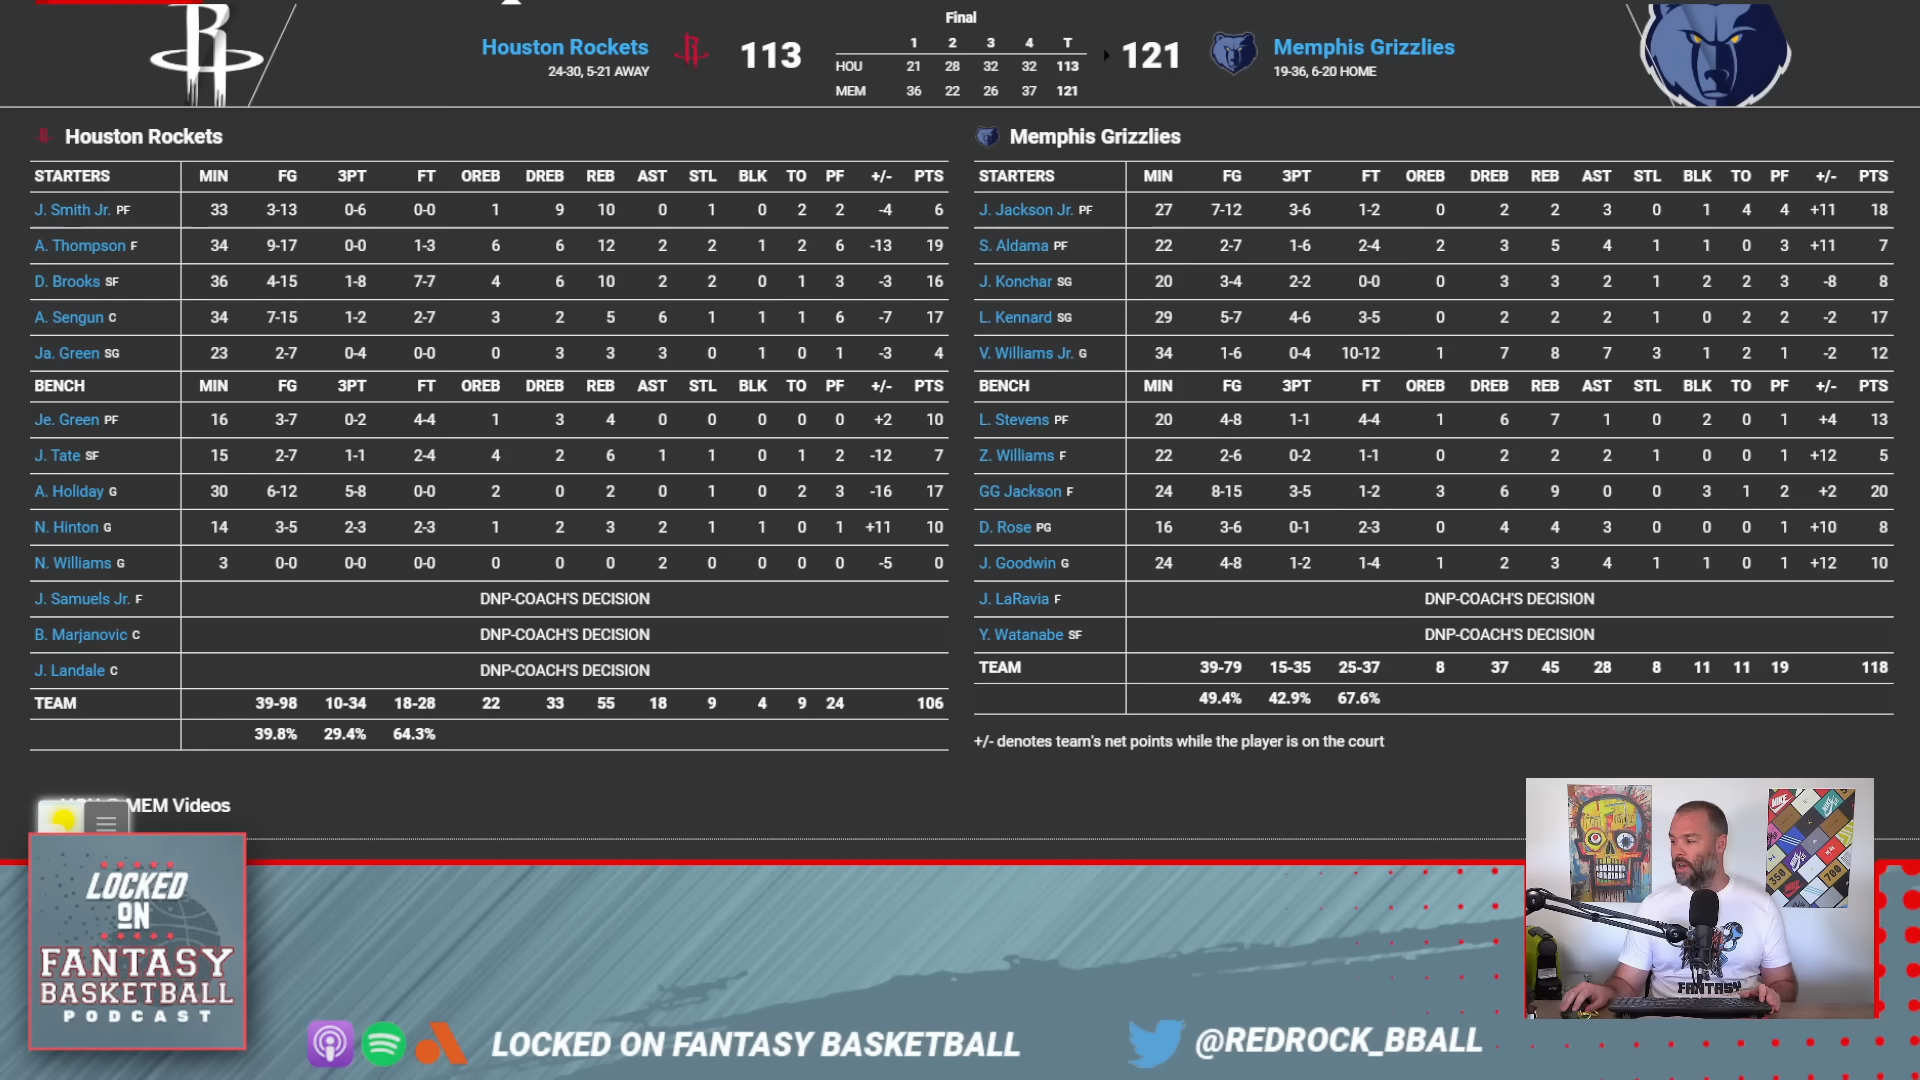 Final
Houston Rockets
24-30, 5-21 AWAY
113
1 2 3 4 T
HOU 21 28 32 32 113
MEM 36 22 26 37 121
121
Memphis Grizzlies
19-36, 6-20 HOME
Houston Rockets
STARTERS MIN FG 3PT FT OREB DREB REB AST STL BLK TO PF +/- PTS
J. Smith Jr. PF 33 3-13 0-6 0-0 1 9 10 0 1 0 2 2 -4 6
A. Thompson F 34 9-17 0-0 1-3 6 6 12 2 2 1 2 6 -13 19
D. Brooks SF 36 4-15 1-8 7-7 4 6 10 2 2 0 1 3 -3 16
A. Sengun C 34 7-15 1-2 2-7 3 2 5 6 1 1 1 6 -7 17
Ja. Green SG 23 2-7 0-4 0-0 0 3 3 3 0 1 0 1 -3 4
BENCH MIN FG 3PT FT OREB DREB REB AST STL BLK TO PF +/- PTS
Je. Green PF 16 3-7 0-2 4-4 1 3 4 0 0 0 0 0 +2 10
J. Tate SF 15 2-7 1-1 2-4 4 2 6 1 1 0 1 2 -12 7
A. Holiday G 30 6-12 5-8 0-0 2 0 2 0 1 0 2 3 -16 17
N. Hinton G 14 3-5 2-3 2-3 1 2 3 2 1 1 0 1 +11 10
N. Williams G 3 0-0 0-0 0-0 0 0 0 2 0 0 0 0 -5 0
J. Samuels Jr. F DNP-COACH'S DECISION
B. Marjanovic C DNP-COACH'S DECISION
J. Landale C DNP-COACH'S DECISION
TEAM 39-98 10-34 18-28 22 33 55 18 9 4 9 24 106
39.8% 29.4% 64.3%
Memphis Grizzlies
STARTERS MIN FG 3PT FT OREB DREB REB AST STL BLK TO PF +/- PTS
J. Jackson Jr. PF 27 7-12 3-6 1-2 0 2 2 3 0 1 4 4 +11 18
S. Aldama PF 22 2-7 1-6 2-4 2 3 5 4 1 1 0 3 +11 7
J. Konchar SG 20 3-4 2-2 0-0 0 3 3 2 1 2 2 3 -8 8
L. Kennard SG 29 5-7 4-6 3-5 0 2 2 2 1 0 2 2 -2 17
V. Williams Jr. G 34 1-6 0-4 10-12 1 7 8 7 3 1 2 1 -2 12
BENCH MIN FG 3PT FT OREB DREB REB AST STL BLK TO PF +/- PTS
L. Stevens PF 20 4-8 1-1 4-4 1 6 7 1 0 2 0 1 +4 13
Z. Williams F 22 2-6 0-2 1-1 0 2 2 2 1 0 0 1 +12 5
GG Jackson F 24 8-15 3-5 1-2 3 6 9 0 0 3 1 2 +2 20
D. Rose PG 16 3-6 0-1 2-3 0 4 4 3 0 0 0 1 +10 8
J. Goodwin G 24 4-8 1-2 1-4 1 2 3 4 1 1 0 1 +12 10
J. LaRavia F DNP-COACH'S DECISION
Y. Watanabe SF DNP-COACH'S DECISION
TEAM 39-79 15-35 25-37 8 37 45 28 8 11 11 19 118
49.4% 42.9% 67.6%
+/- denotes team's net points while the player is on the court
MEM Videos
LOCKED
ON
FANTASY
BASKETBALL
PODCAST
LOCKED ON FANTASY BASKETBALL
@REDROCK_BBALL
NIKE
350
700
FANTASY